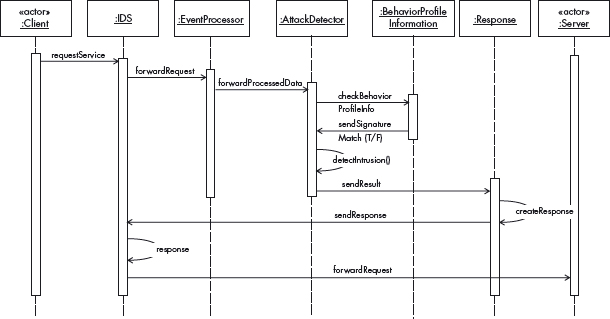 «actor»
:Client
:IDS
:EventProcessor
:AttackDetector
:BehaviorProfile
Information
:Response
«actor»
:Server
requestService
forwardRequest
forwardProcessedData
checkBehavior
ProfileInfo
sendSignature
Match (T/F)
detectIntrusion()
sendResult
createResponse
sendResponse
response
forwardRequest